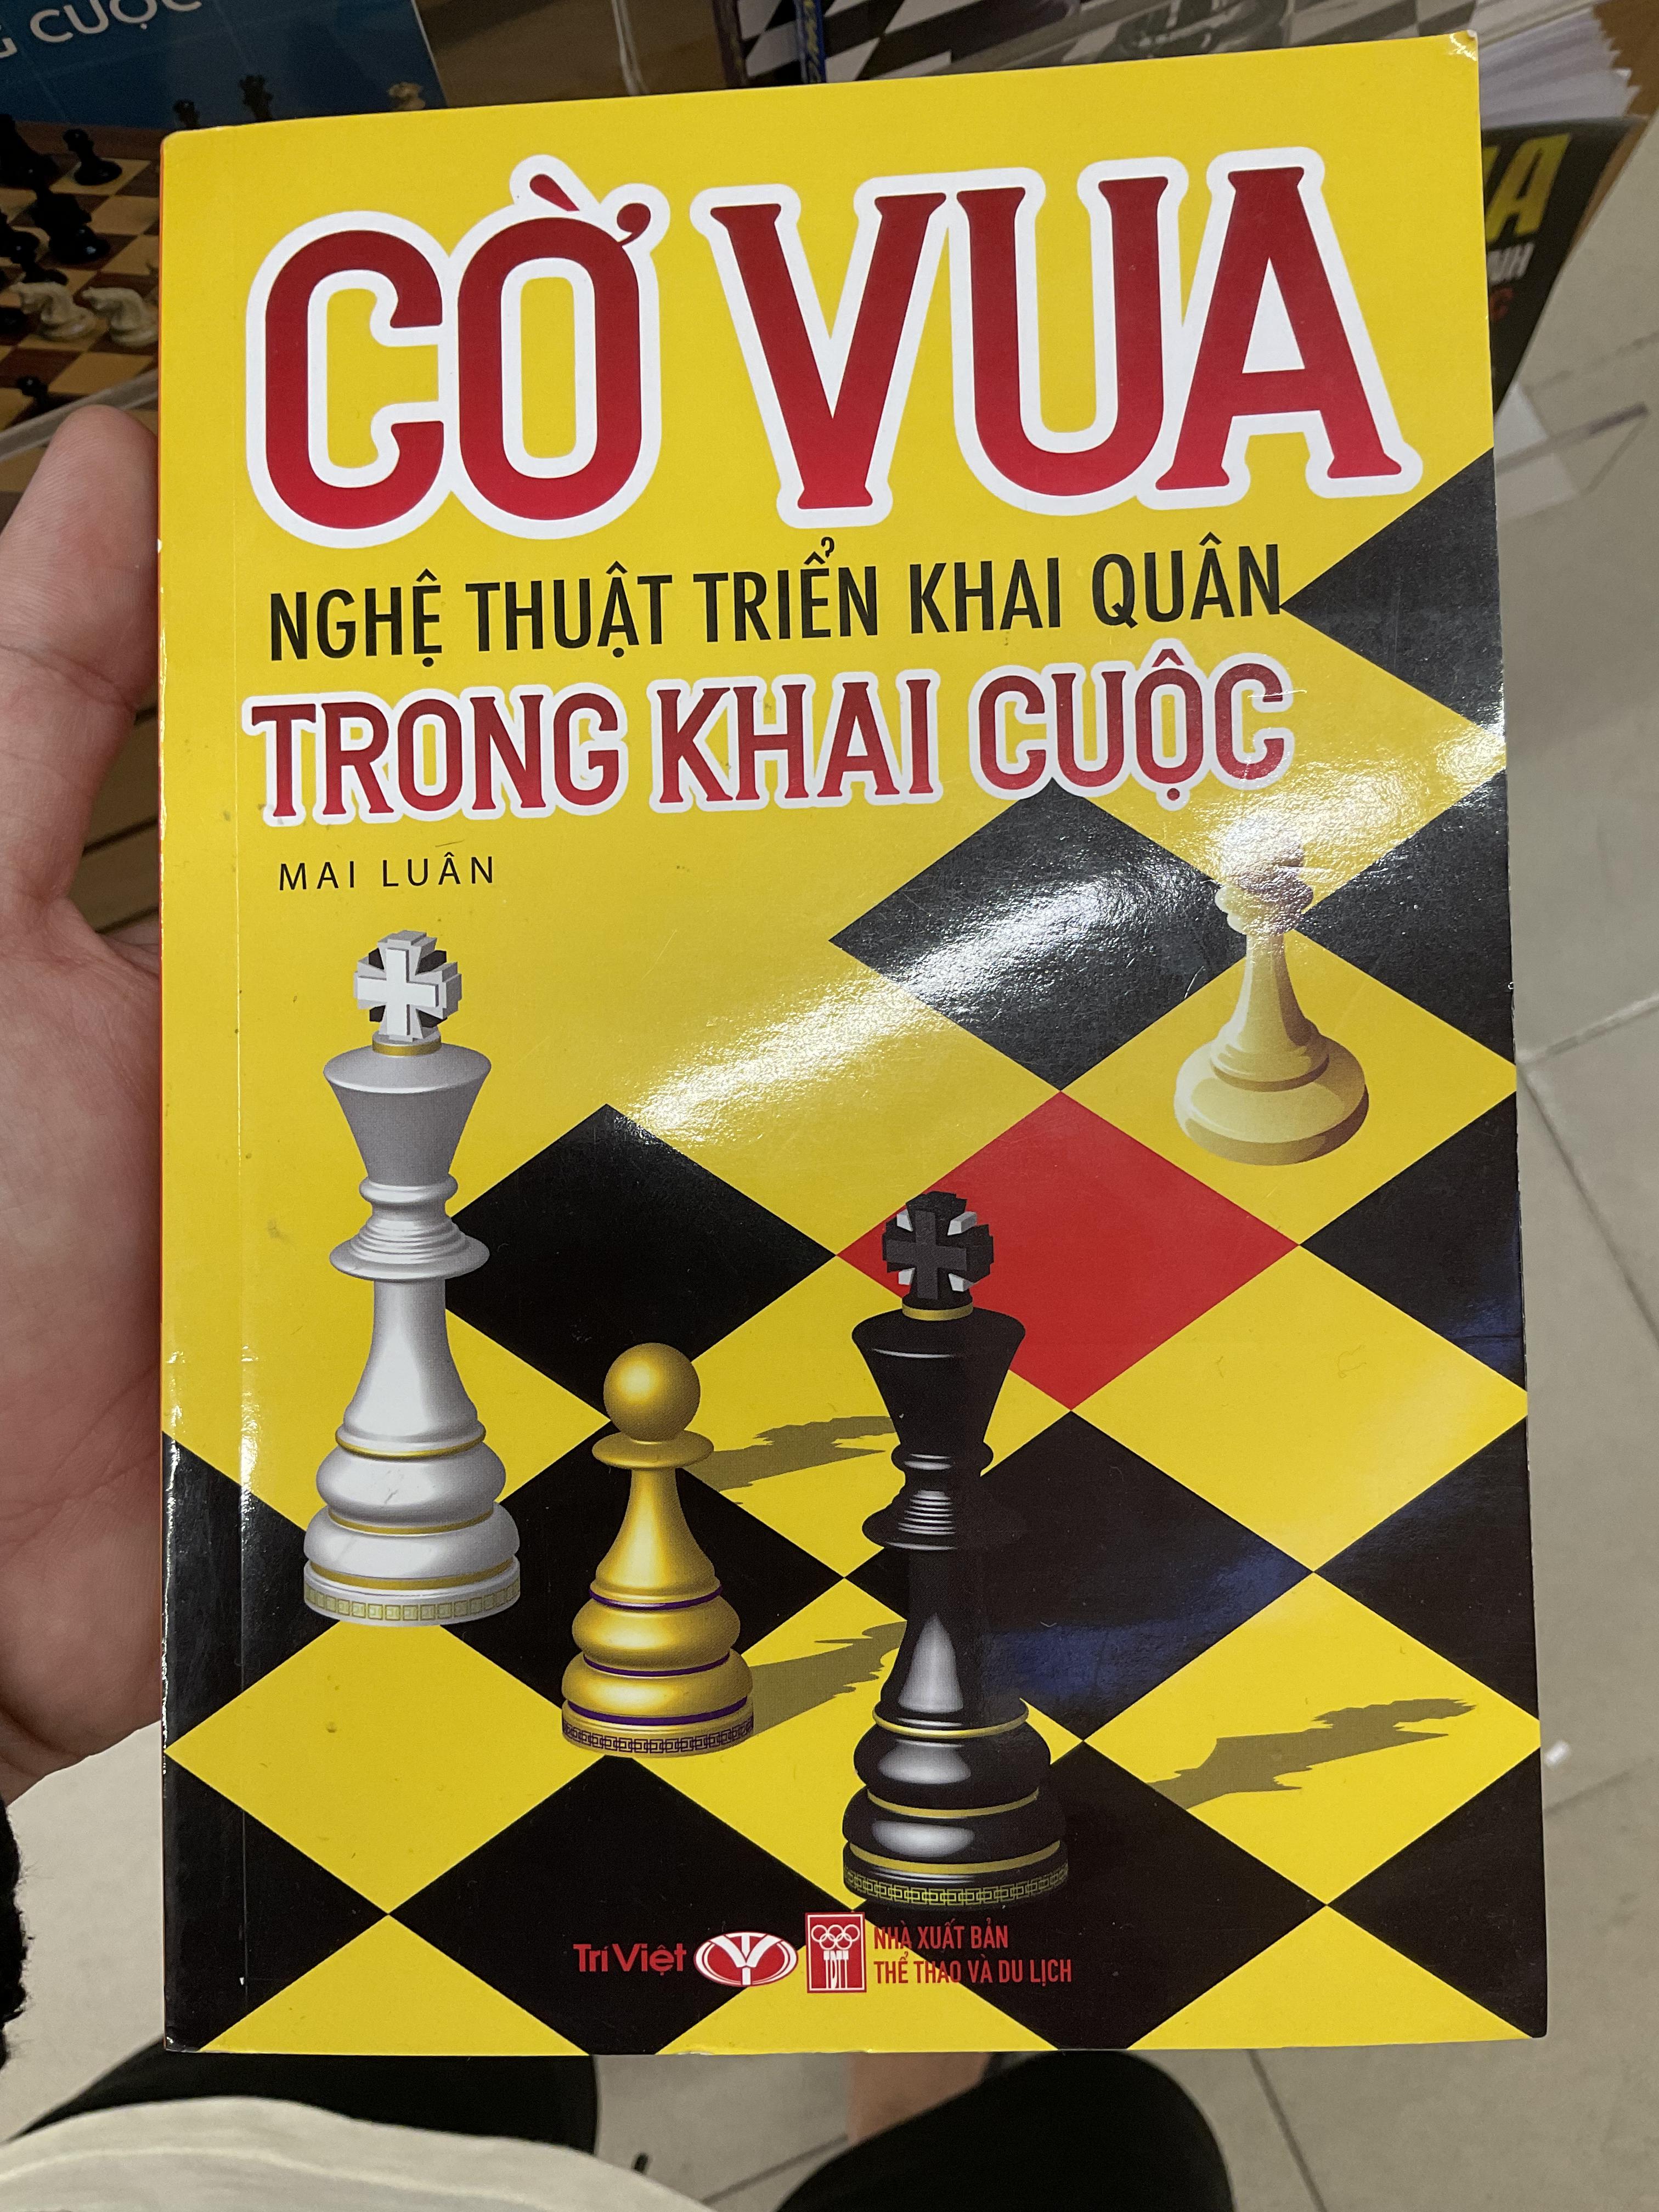 G CUỘC
CỜ VUA
NGHỆ THUẬT TRIỂN KHAI QUÂN
TRONG KHAI CUỘC
MAI LUÂN
Trí Việt
NHÀ XUẤT BẢN
THỂ THAO VÀ DU LỊCH